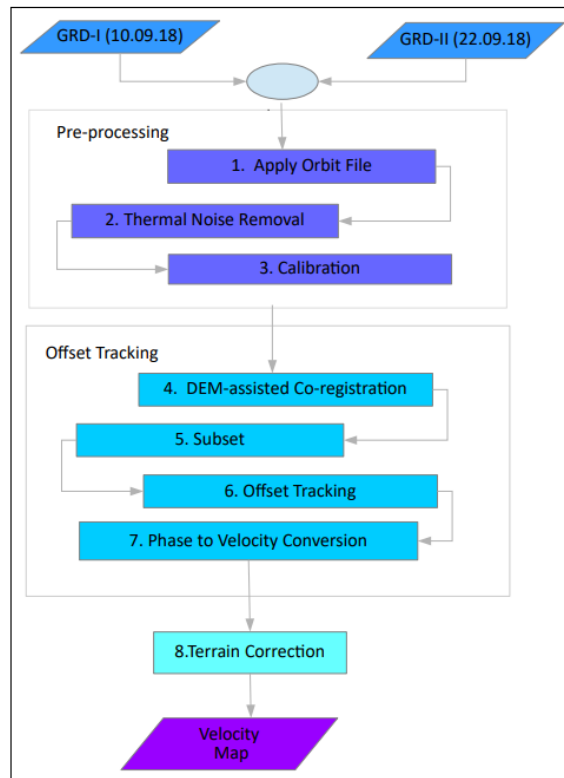 GRD-I (10.09.18)
GRD-II (22.09.18)
Pre-processing
1. Apply Orbit File
2. Thermal Noise Removal
3. Calibration
Offset Tracking
4. DEM-assisted Co-registration
5. Subset
6. Offset Tracking
7. Phase to Velocity Conversion
8.Terrain Correction
Velocity
Map